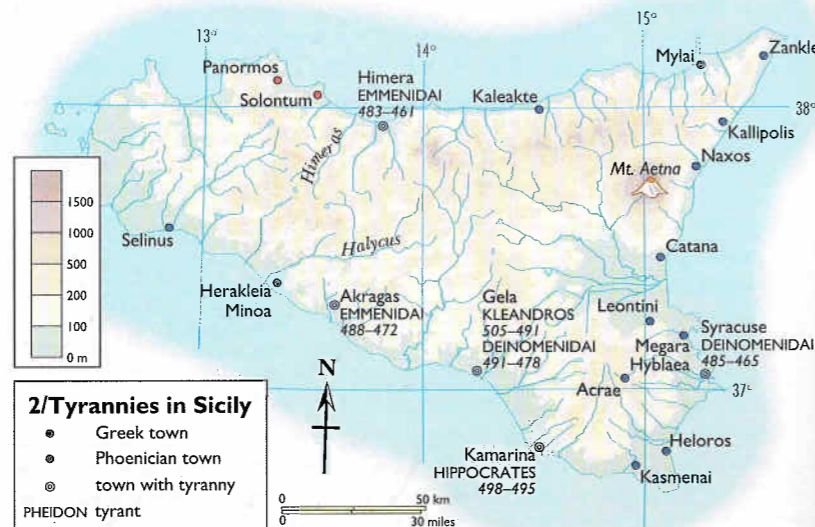 13°
14°
15°
Panormos
Solontum
Himera
EMMENIDAI
483–461
Kaleakte
Mylai
Zankle
38°
Kallipolis
Naxos
Mt. Aetna
Himeras
1500
1000
500
200
100
0 m
Selinus
Halycus
Catana
Herakleia
Minoa
Akragas
EMMENIDAI
488–472
Gela
KLEANDROS
505–491
DEINOMENIDAI
491–478
Leontini
Megara
Hyblaea
Syracuse
DEINOMENIDAI
485–465
Acrae
37°
N
Kamarina
HIPPOCRATES
498–495
Heloros
Kasmenai
2/Tyrannies in Sicily
Greek town
Phoenician town
town with tyranny
PHEIDON tyrant
0 50 km
0 30 miles